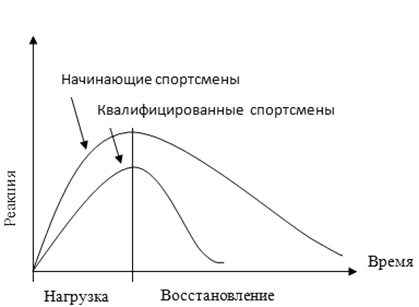 Начинающие спортсмены
Квалифицированные спортсмены
Реакция
Время
Нагрузка
Восстановление